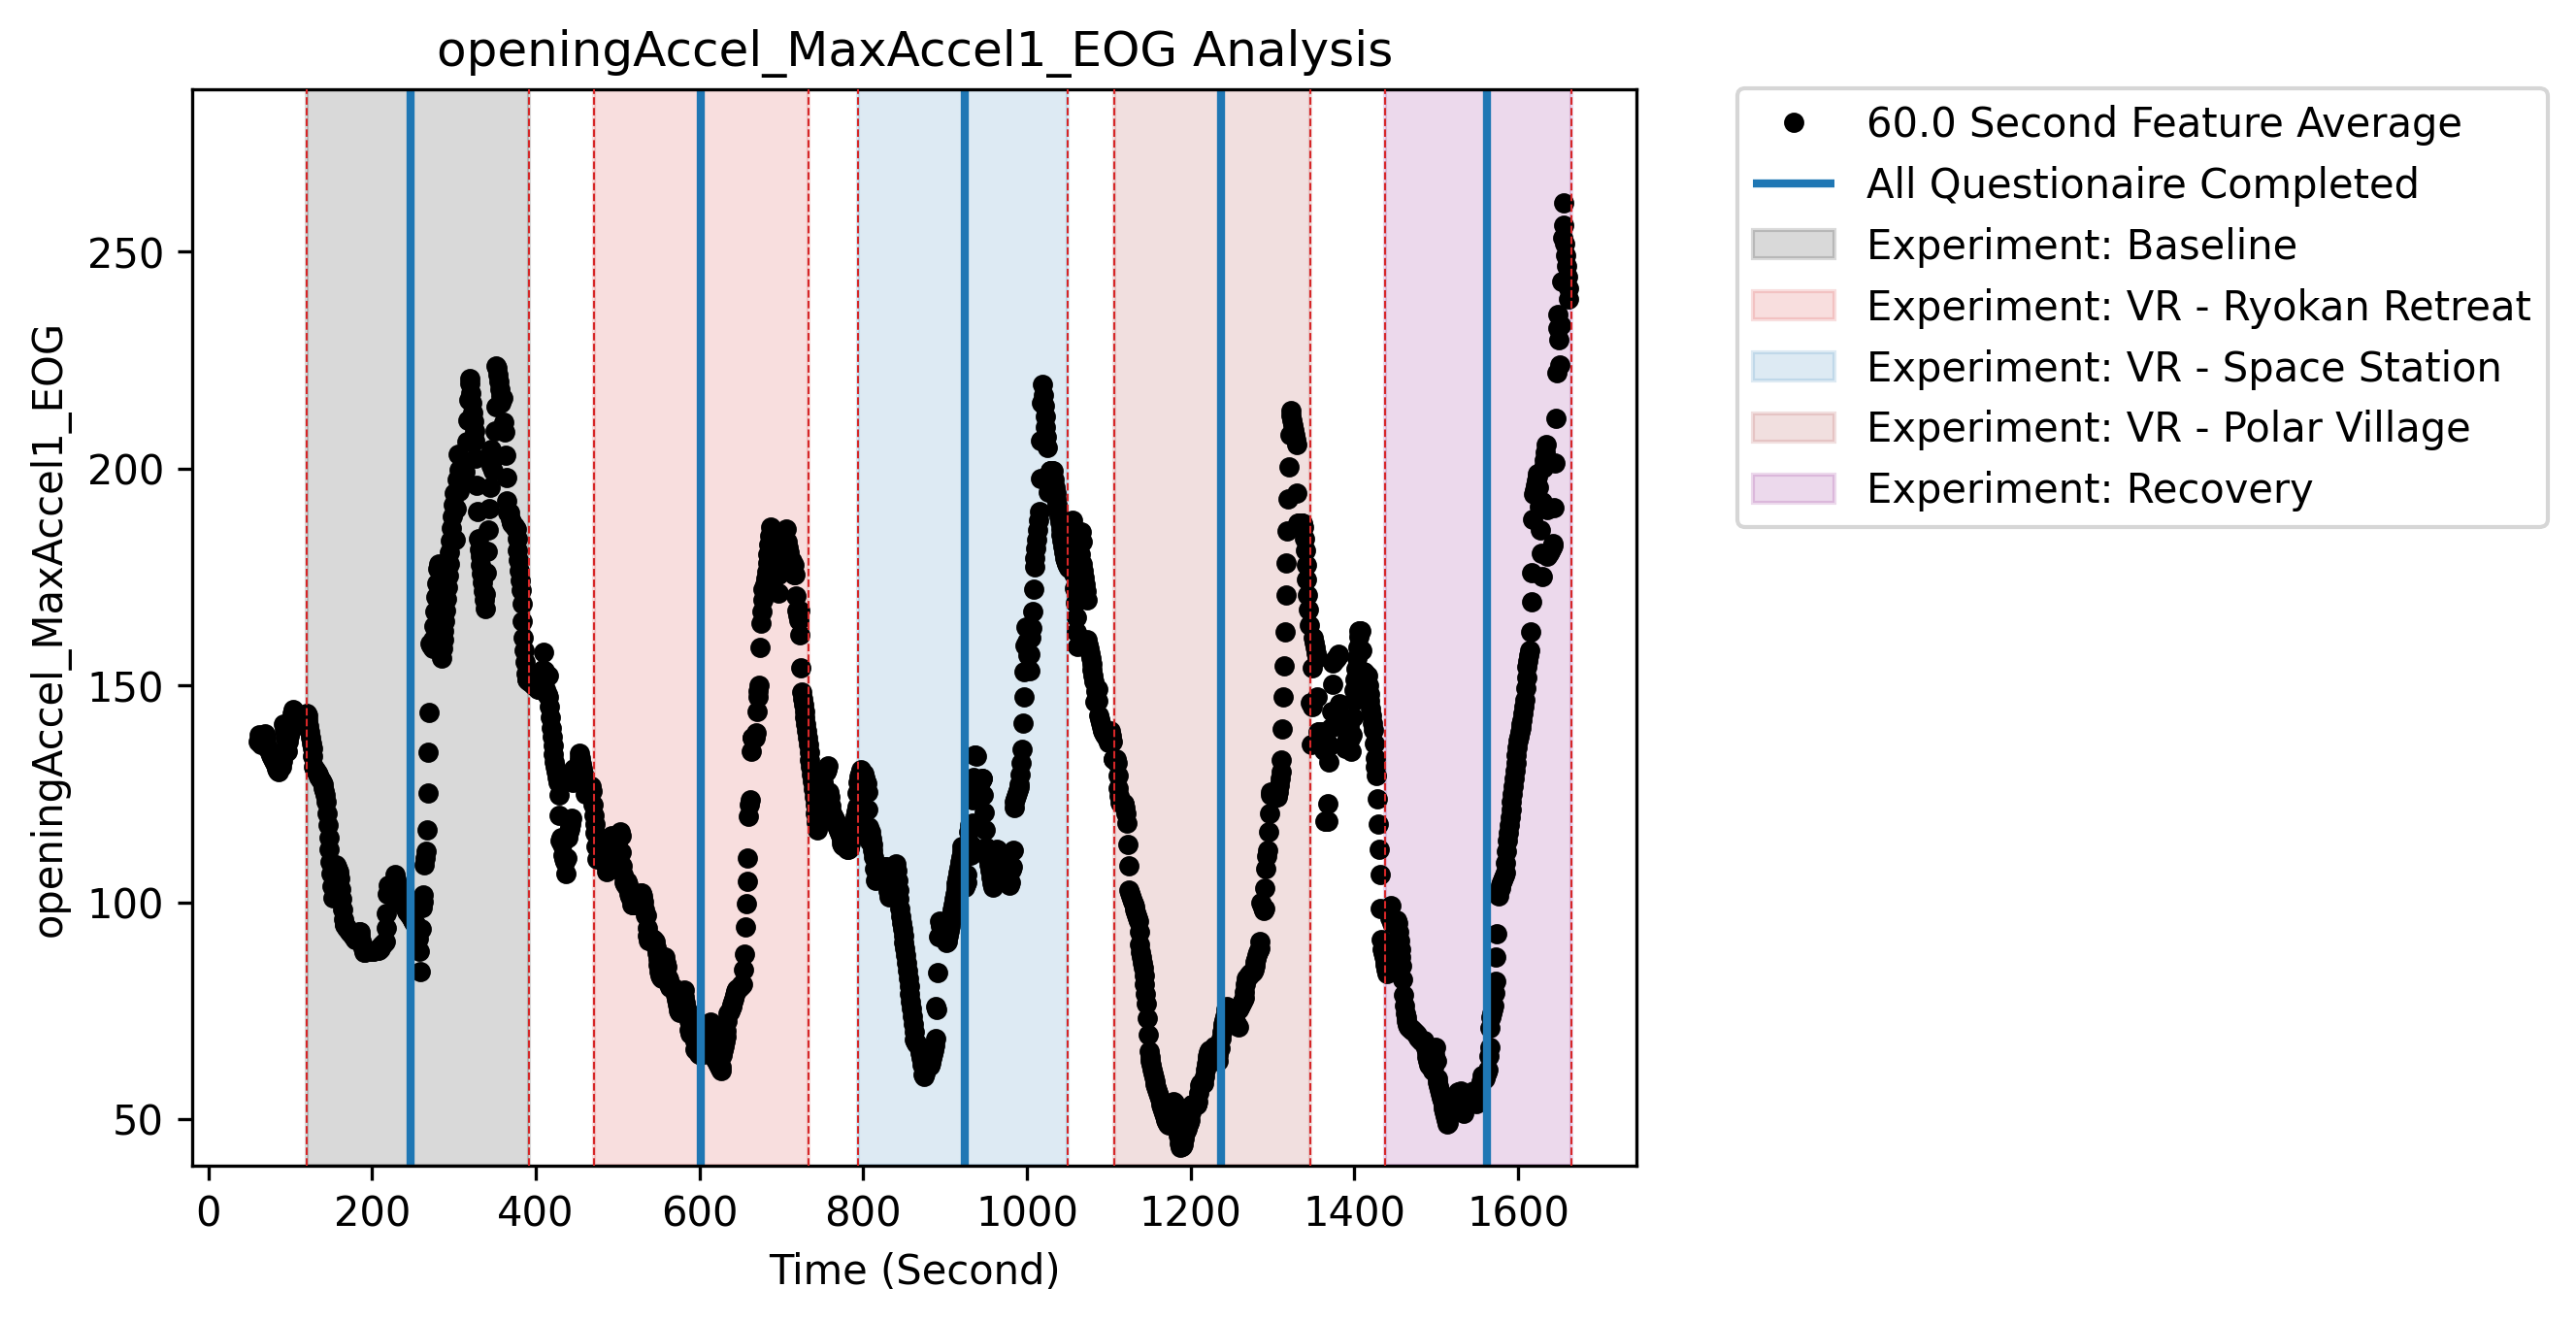 openingAccel_MaxAccel1_EOG Analysis
openingAccel_MaxAccel1_EOG
250
200
150
100
50
0
200
400
600
800
1000
1200
1400
1600
Time (Second)
60.0 Second Feature Average
All Questionaire Completed
Experiment: Baseline
Experiment: VR - Ryokan Retreat
Experiment: VR - Space Station
Experiment: VR - Polar Village
Experiment: Recovery